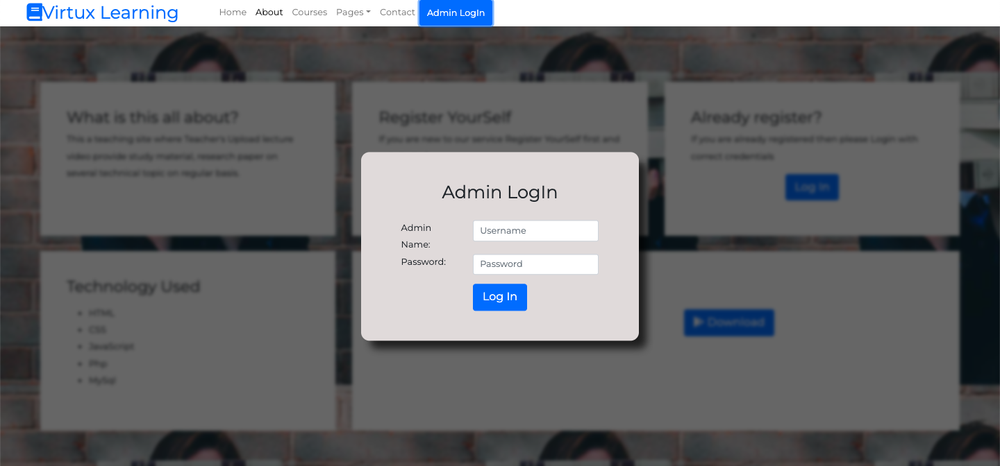 Virtux Learning
Home About Courses Pages Contact Admin LogIn
What is this all about?
This a teaching site where Teacher's Upload lecture
video provide study material, research paper on
several technical topic on regular basis.
Register YourSelf
If you are new to our service Register YourSelf first and
Already register?
If you are already registered then please Login with
correct credentials
Log in
Admin LogIn
Admin
Name:
Username
Password:
Password
Log In
Technology Used
HTML
CSS
JavaScript
Php
MySql
Download